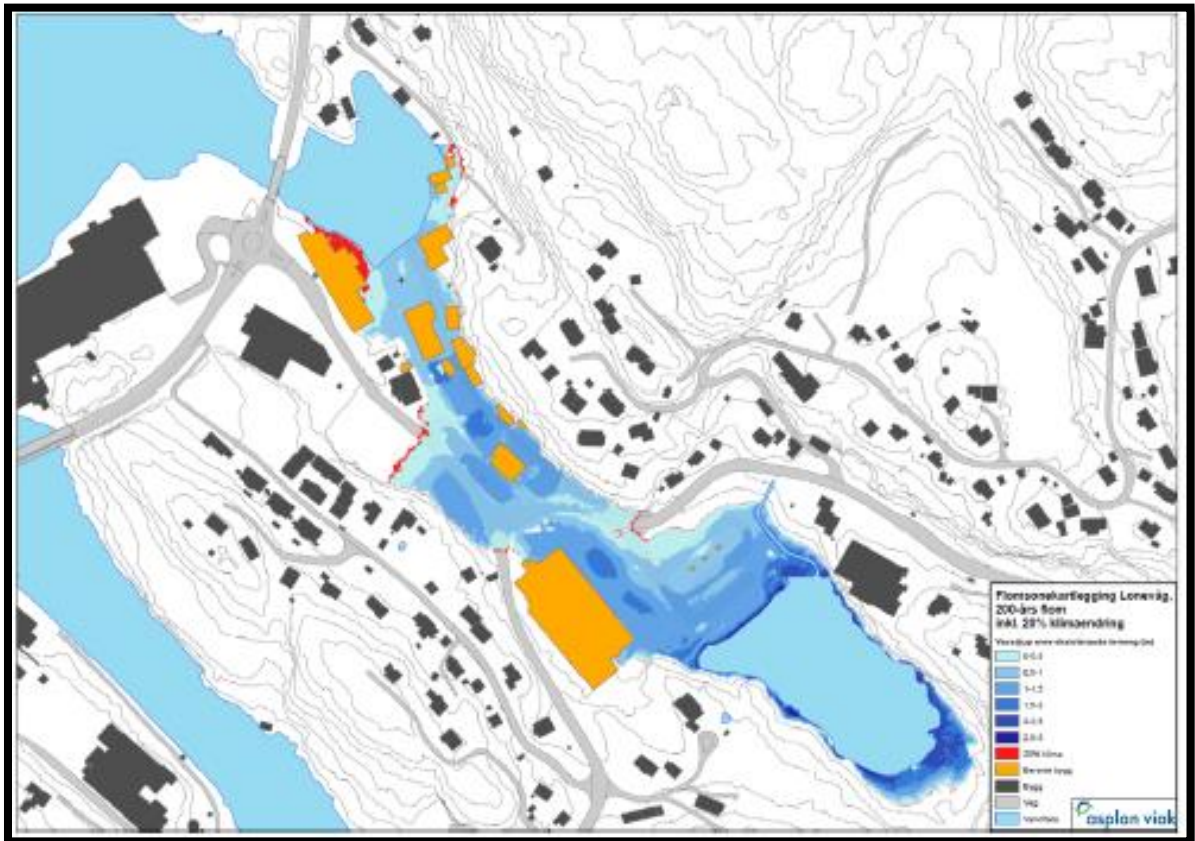 Flomsonekartlegging Lonevåg.
200-års flom
inkl. 20% klimaendring
0-0.5
0,5-1
1-1,5
1,5-2
2-2,5
2,5-3
20% klima
Berørte bygg
Bygg
Veg
Vannflate
asplan viak